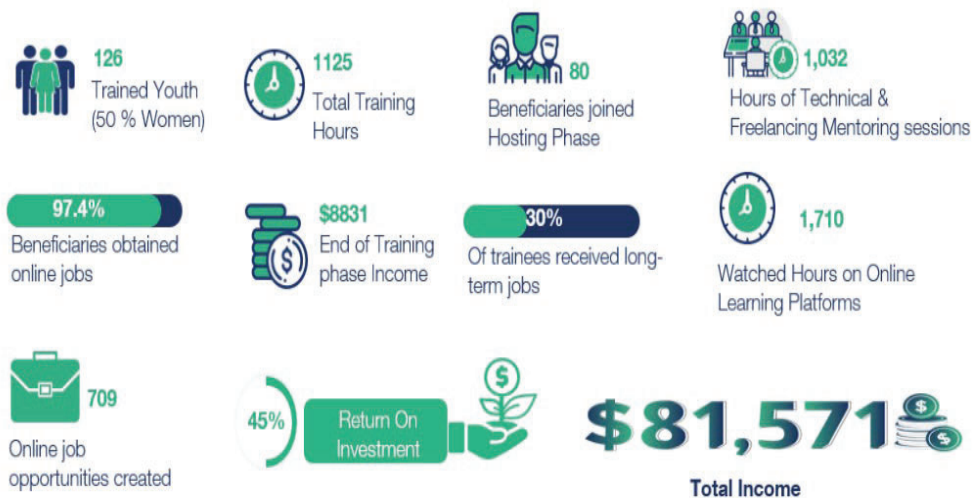 126
Trained Youth
(50 % Women)
1125
Total Training
Hours
80
Beneficiaries joined
Hosting Phase
1,032
Hours of Technical &
Freelancing Mentoring sessions
97.4%
Beneficiaries obtained
online jobs
$8831
End of Training
phase Income
$
30%
Of trainees received long-
term jobs
1,710
Watched Hours on Online
Learning Platforms
709
Online job
opportunities created
45%
Return On
Investment
$
$81,571
$
$
Total Income